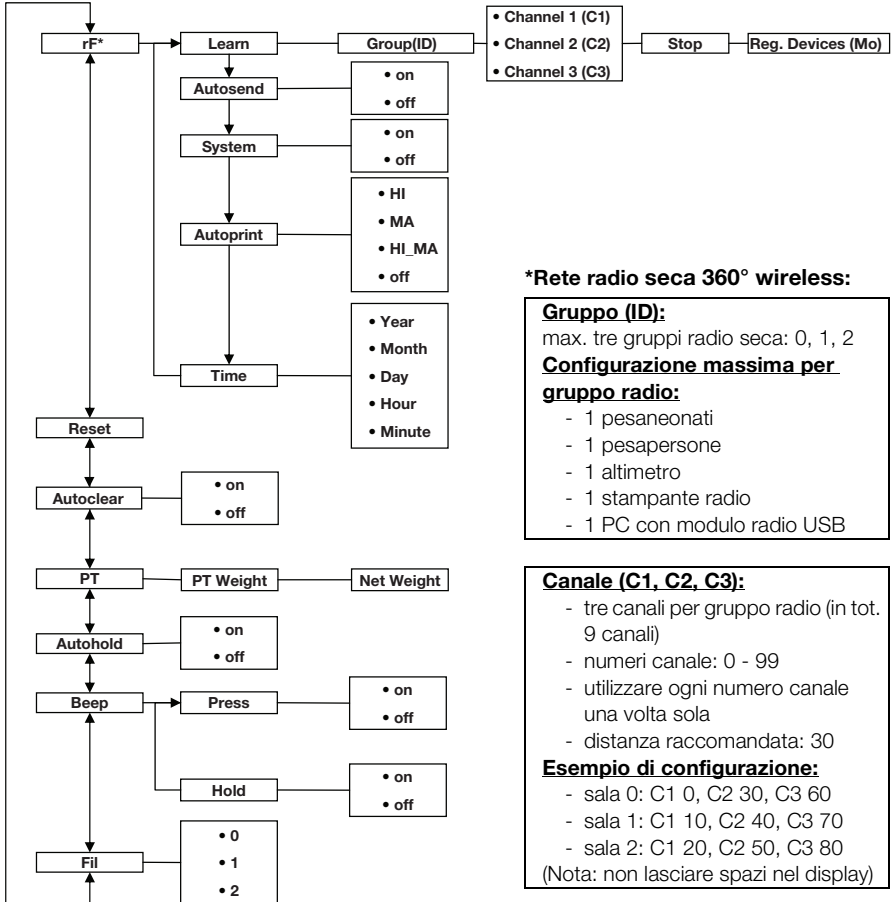 rF*
Learn
Group(ID)
• Channel 1 (C1)
• Channel 2 (C2)
• Channel 3 (C3)
Stop
Reg. Devices (Mo)
Autosend
• on
• off
System
• on
• off
Autoprint
• HI
• MA
• HI_MA
• off
Time
• Year
• Month
• Day
• Hour
• Minute
Reset
Autoclear
• on
• off
PT
PT Weight
Net Weight
Autohold
• on
• off
Beep
Press
• on
• off
Hold
• on
• off
Fil
• 0
• 1
• 2
*Rete radio seca 360° wireless:
Gruppo (ID):
max. tre gruppi radio seca: 0, 1, 2
Configurazione massima per
gruppo radio:
- 1 pesaneonati
- 1 pesapersone
- 1 altimetro
- 1 stampante radio
- 1 PC con modulo radio USB
Canale (C1, C2, C3):
- tre canali per gruppo radio (in tot.
9 canali)
- numeri canale: 0 - 99
- utilizzare ogni numero canale
una volta sola
- distanza raccomandata: 30
Esempio di configurazione:
- sala 0: C1 0, C2 30, C3 60
- sala 1: C1 10, C2 40, C3 70
- sala 2: C1 20, C2 50, C3 80
(Nota: non lasciare spazi nel display)